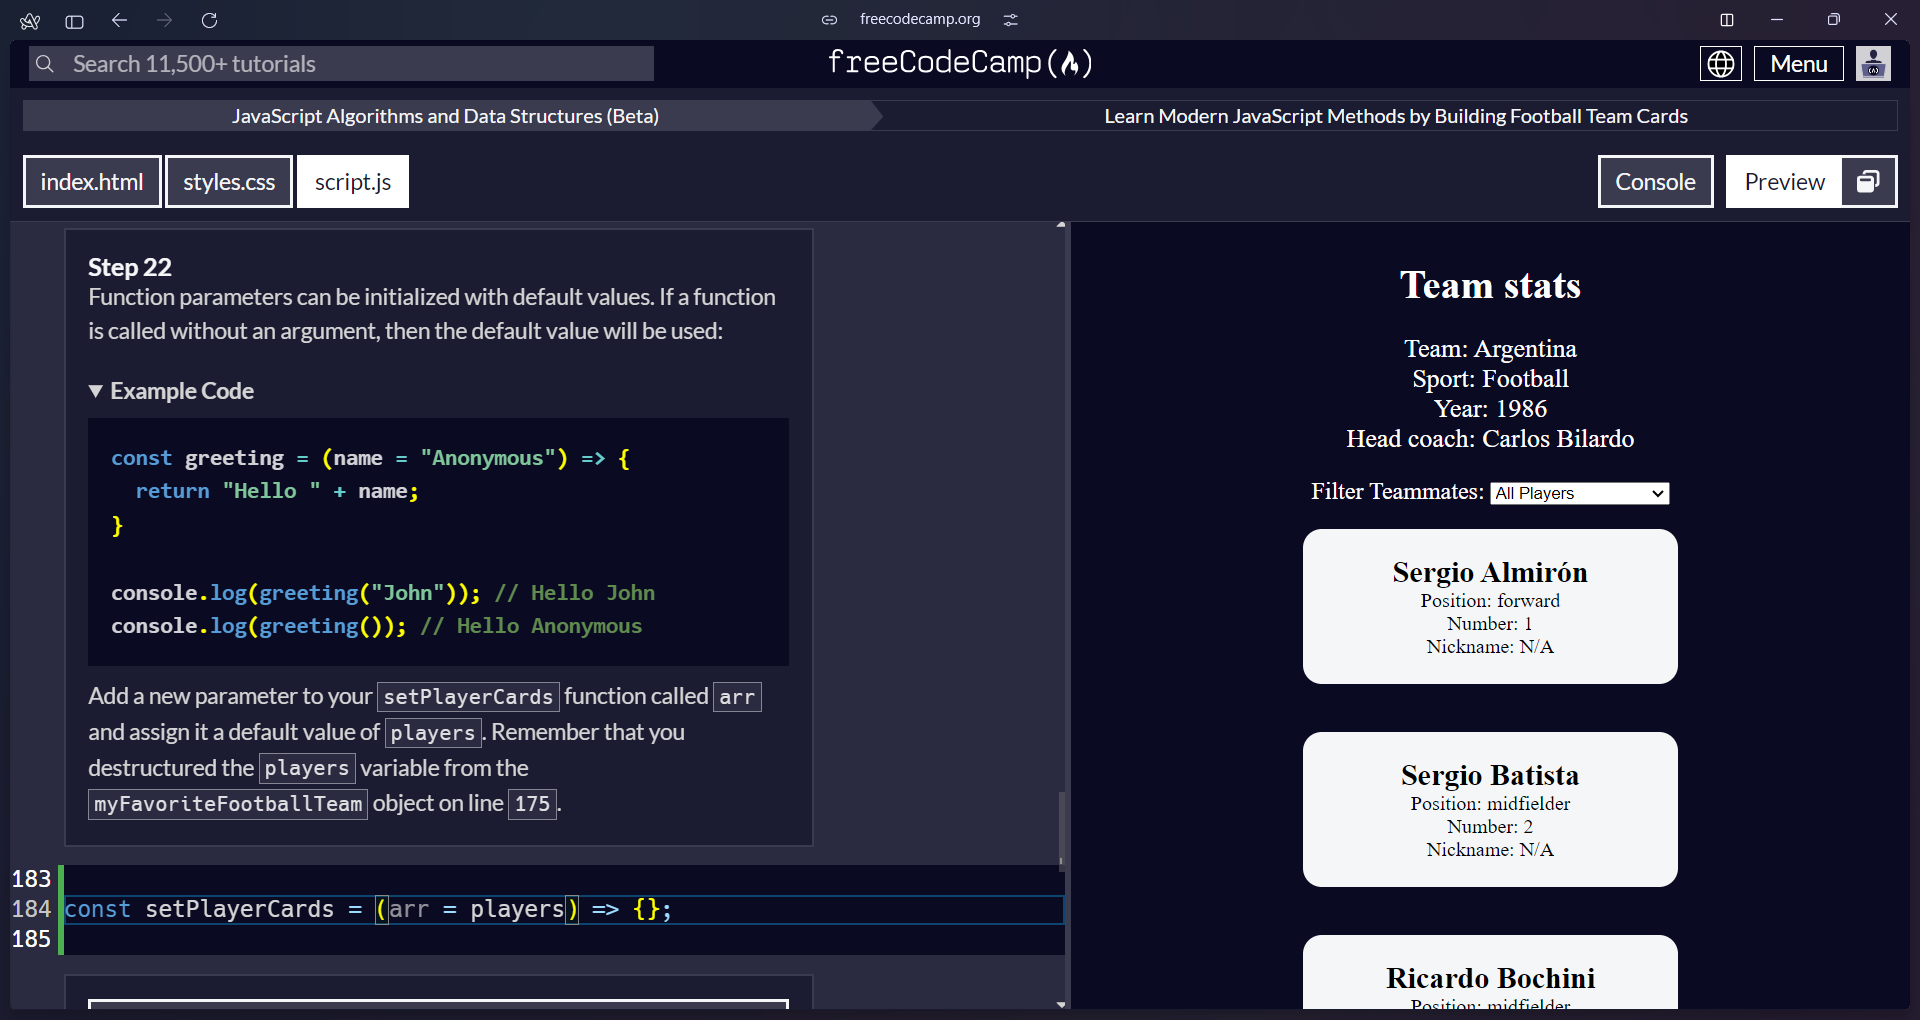 freecodecamp.org
Search 11,500+ tutorials
freeCodeCamp(🔥)
Menu
JavaScript Algorithms and Data Structures (Beta)
Learn Modern JavaScript Methods by Building Football Team Cards
index.html
styles.css
script.js
Console
Preview
Step 22
Function parameters can be initialized with default values. If a function
is called without an argument, then the default value will be used:
▼ Example Code
const greeting = (name = "Anonymous") => {
  return "Hello " + name;
}
console.log(greeting("John")); // Hello John
console.log(greeting()); // Hello Anonymous
Add a new parameter to your setPlayerCards function called arr
and assign it a default value of players. Remember that you
destructured the players variable from the
myFavoriteFootballTeam object on line 175.
183
184 const setPlayerCards = (arr = players) => {};
185
Team stats
Team: Argentina
Sport: Football
Year: 1986
Head coach: Carlos Bilardo
Filter Teammates: All Players
Sergio Almirón
Position: forward
Number: 1
Nickname: N/A
Sergio Batista
Position: midfielder
Number: 2
Nickname: N/A
Ricardo Bochini
Position: midfielder